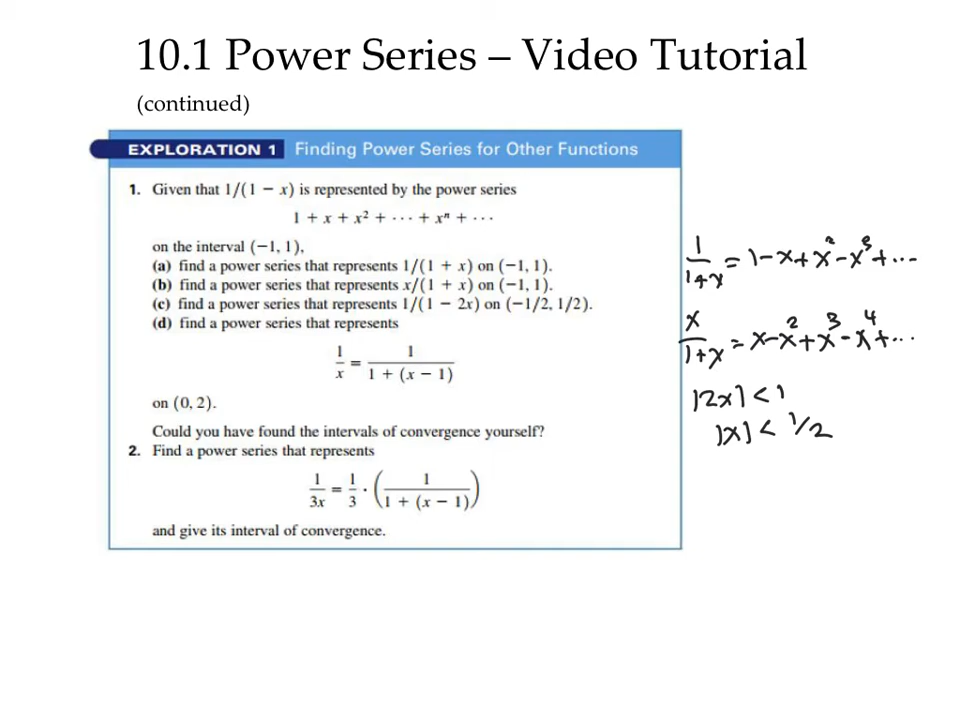 10.1 Power Series – Video Tutorial
(continued)
EXPLORATION 1 Finding Power Series for Other Functions
1. Given that 1/(1 − x) is represented by the power series
1 + x + x² + ⋯ + xⁿ + ⋯
on the interval (−1, 1),
(a) find a power series that represents 1/(1 + x) on (−1, 1).
(b) find a power series that represents x/(1 + x) on (−1, 1).
(c) find a power series that represents 1/(1 − 2x) on (−1/2, 1/2).
(d) find a power series that represents
1/x = 1/(1 + (x − 1))
on (0, 2).
Could you have found the intervals of convergence yourself?
2. Find a power series that represents
1/3x = 1/3 · (1/(1 + (x − 1)))
and give its interval of convergence.
1/(1+x) = 1 − x + x² − x³ + ⋯
x/(1+x) = x − x² + x³ − x⁴ + ⋯
|2x| < 1
|x| < 1/2